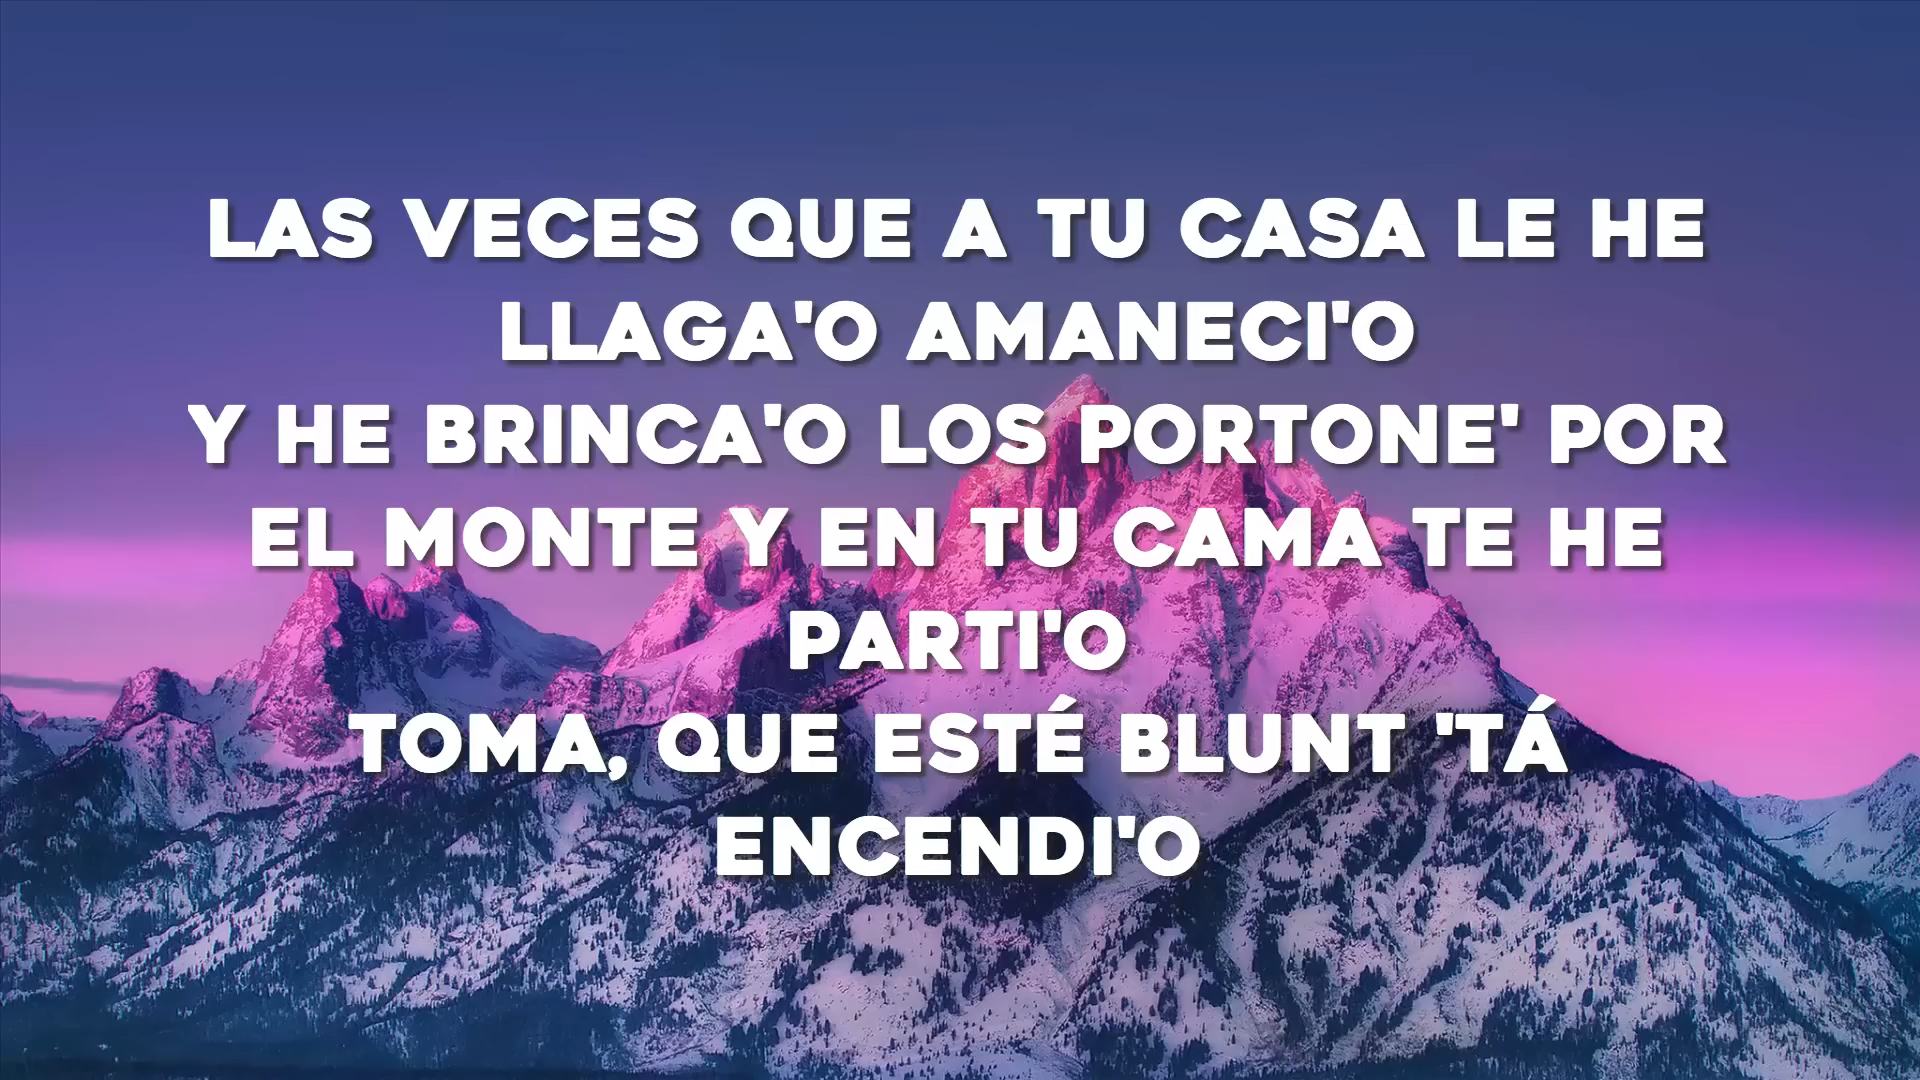 LAS VECES QUE A TU CASA LE HE
LLAGA'O AMANECI'O
Y HE BRINCA'O LOS PORTONE' POR
EL MONTE Y EN TU CAMA TE HE
PARTI'O
TOMA, QUE ESTÉ BLUNT 'TÁ
ENCENDI'O